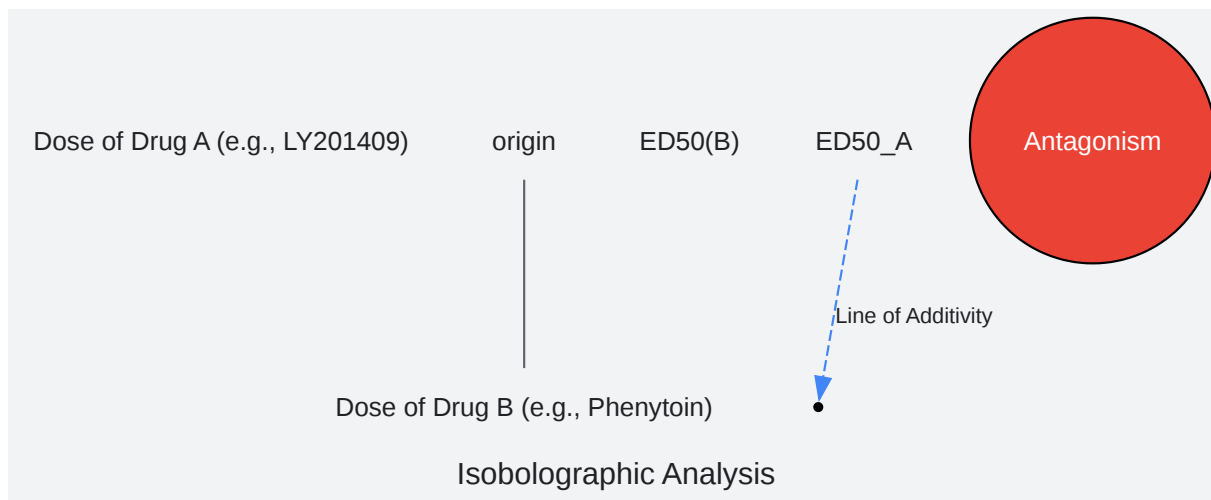 Dose of Drug A (e.g., LY201409)
origin
ED50(B)
ED50_A
Antagonism
Line of Additivity
Dose of Drug B (e.g., Phenytoin)
Isobolographic Analysis